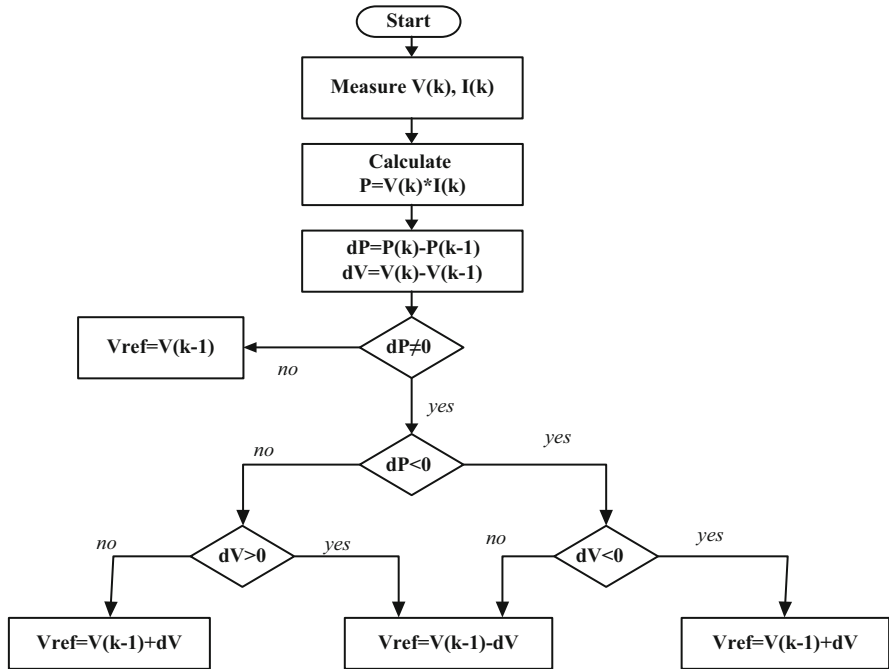 Start
Measure V(k), I(k)
Calculate
P=V(k)*I(k)
dP=P(k)-P(k-1)
dV=V(k)-V(k-1)
dP≠0
no
Vref=V(k-1)
yes
dP<0
no
yes
dV>0
no
yes
dV<0
no
yes
Vref=V(k-1)+dV
Vref=V(k-1)-dV
Vref=V(k-1)+dV